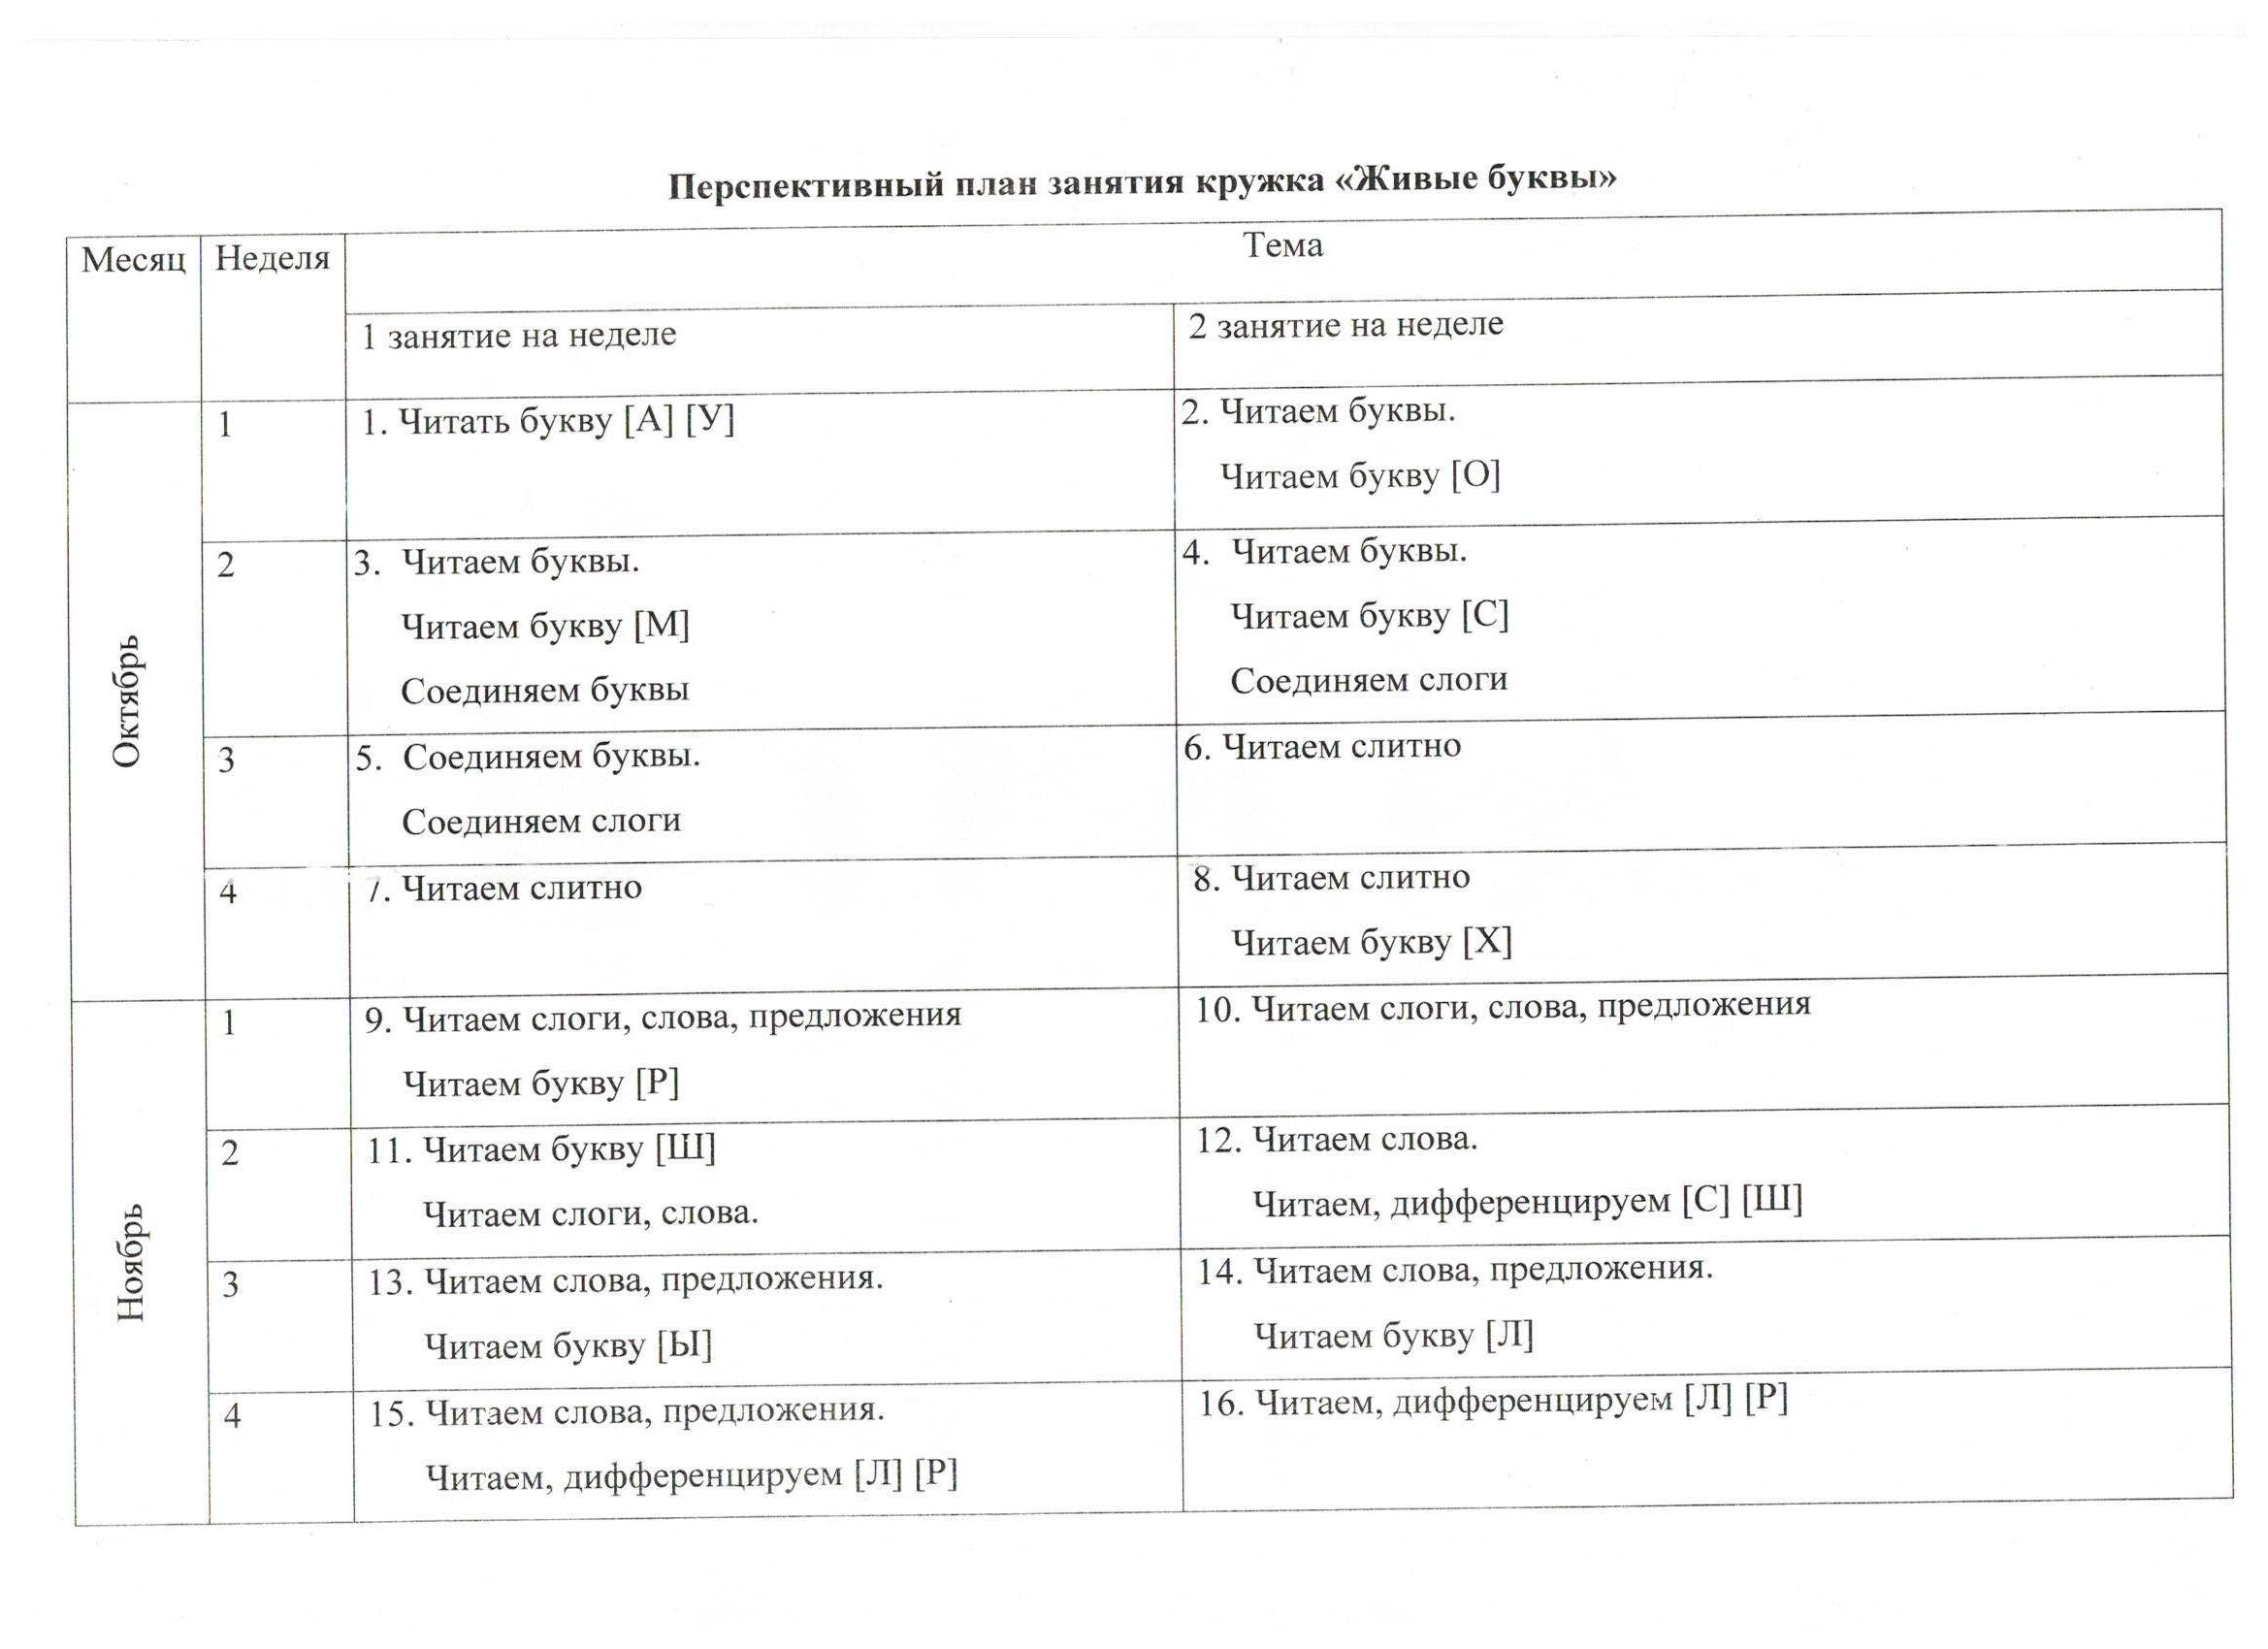 Перспективный план занятия кружка «Живые буквы»
Месяц Неделя Тема
1 занятие на неделе 2 занятие на неделе
Октябрь
1
1. Читать букву [А] [У]
2. Читаем буквы.
Читаем букву [О]
2
3. Читаем буквы.
Читаем букву [М]
Соединяем буквы
4. Читаем буквы.
Читаем букву [С]
Соединяем слоги
3
5. Соединяем буквы.
Соединяем слоги
6. Читаем слитно
4
7. Читаем слитно
8. Читаем слитно
Читаем букву [Х]
Ноябрь
1
9. Читаем слоги, слова, предложения
Читаем букву [Р]
10. Читаем слоги, слова, предложения
2
11. Читаем букву [Ш]
Читаем слоги, слова.
12. Читаем слова.
Читаем, дифференцируем [С] [Ш]
3
13. Читаем слова, предложения.
Читаем букву [Ы]
14. Читаем слова, предложения.
Читаем букву [Л]
4
15. Читаем слова, предложения.
Читаем, дифференцируем [Л] [Р]
16. Читаем, дифференцируем [Л] [Р]